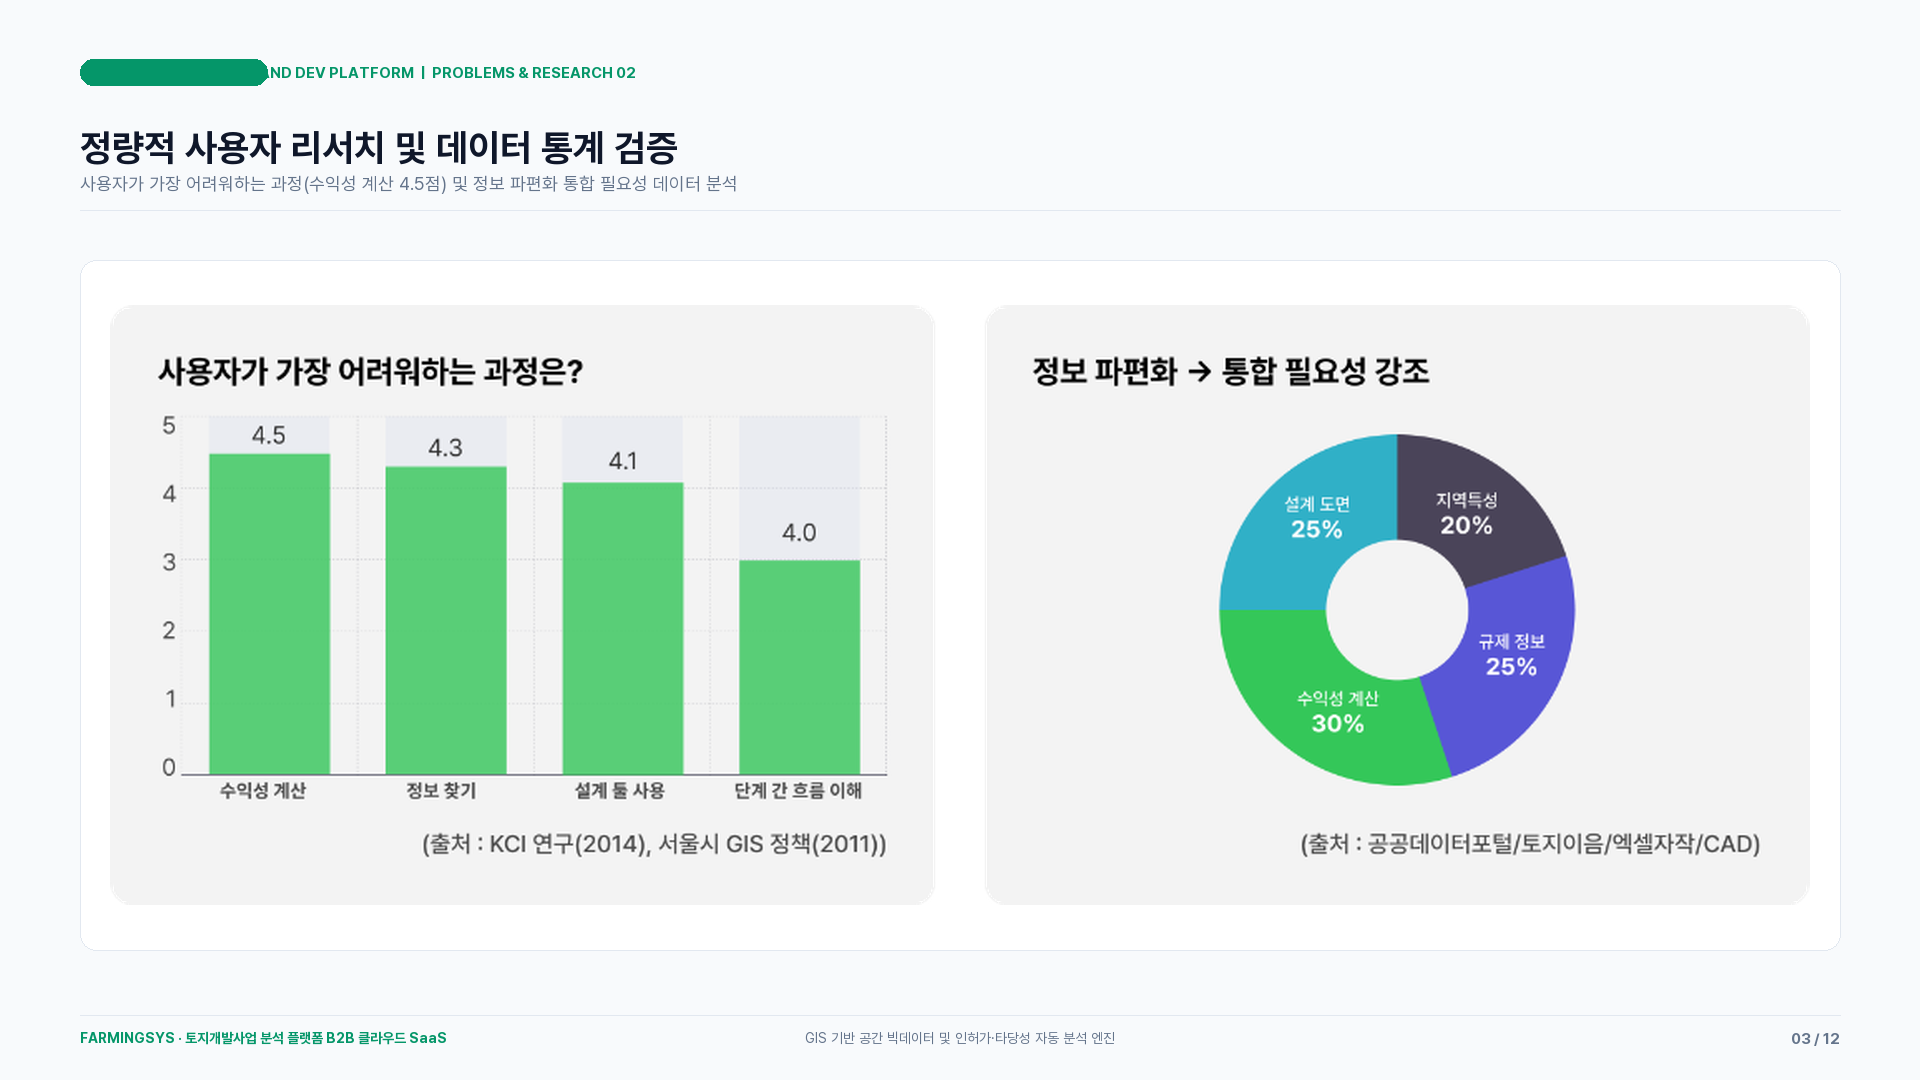 ND DEV PLATFORM | PROBLEMS & RESEARCH 02
정량적 사용자 리서치 및 데이터 통계 검증
사용자가 가장 어려워하는 과정(수익성 계산 4.5점) 및 정보 파편화 통합 필요성 데이터 분석
사용자가 가장 어려워하는 과정은?
5
4
3
2
1
0
4.5
4.3
4.1
4.0
수익성 계산
정보 찾기
설계 툴 사용
단계 간 흐름 이해
(출처 : KCI 연구(2014), 서울시 GIS 정책(2011))
정보 파편화 → 통합 필요성 강조
설계 도면
25%
지역특성
20%
규제 정보
25%
수익성 계산
30%
(출처 : 공공데이터포털/토지이음/엑셀자작/CAD)
FARMINGSYS · 토지개발사업 분석 플랫폼 B2B 클라우드 SaaS
GIS 기반 공간 빅데이터 및 인허가·타당성 자동 분석 엔진
03 / 12